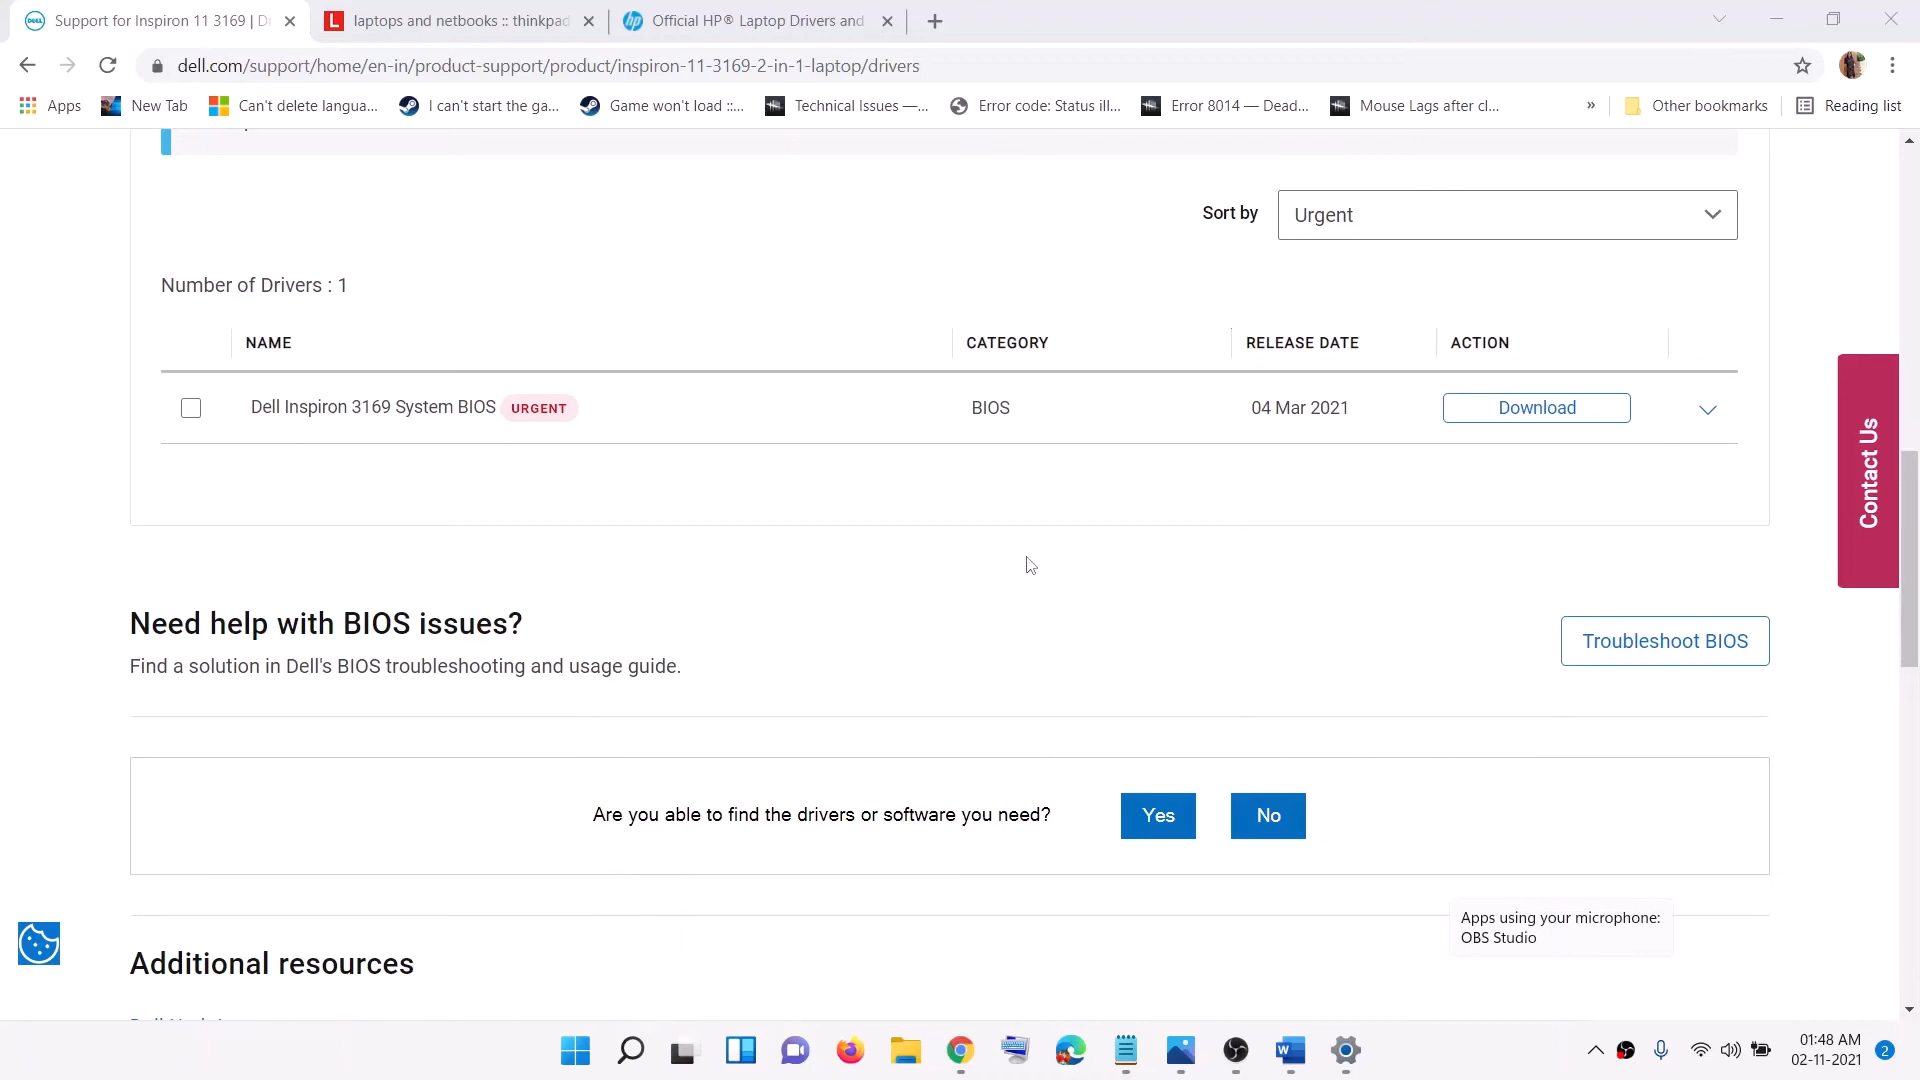 Support for Inspiron 11 3169 | D
laptops and netbooks :: thinkpad
Official HP® Laptop Drivers and
dell.com/support/home/en-in/product-support/product/inspiron-11-3169-2-in-1-laptop/drivers
Apps
New Tab
Can't delete langua...
I can't start the ga...
Game won't load ::...
Technical Issues —...
Error code: Status ill...
Error 8014 — Dead...
Mouse Lags after cl...
»
Other bookmarks
Reading list
Sort by
Urgent
Number of Drivers : 1
NAME CATEGORY RELEASE DATE ACTION
Dell Inspiron 3169 System BIOS URGENT BIOS 04 Mar 2021 Download
Contact Us
Need help with BIOS issues?
Troubleshoot BIOS
Find a solution in Dell's BIOS troubleshooting and usage guide.
Are you able to find the drivers or software you need? Yes No
Apps using your microphone:
OBS Studio
Additional resources
01:48 AM
02-11-2021
2